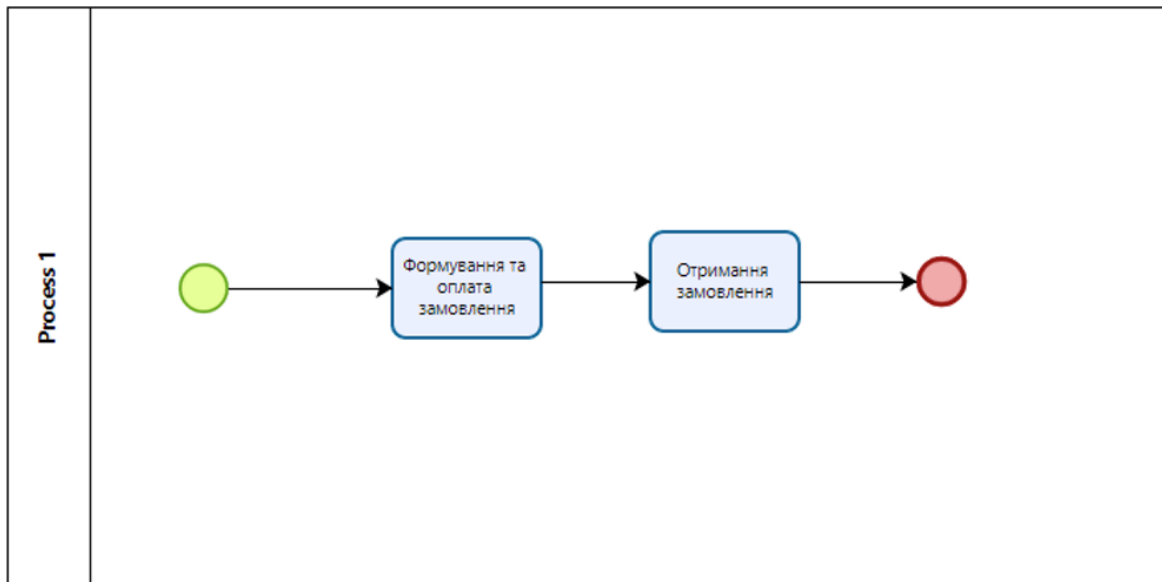 Process 1
Формування та
оплата
замовлення
Отримання
замовлення